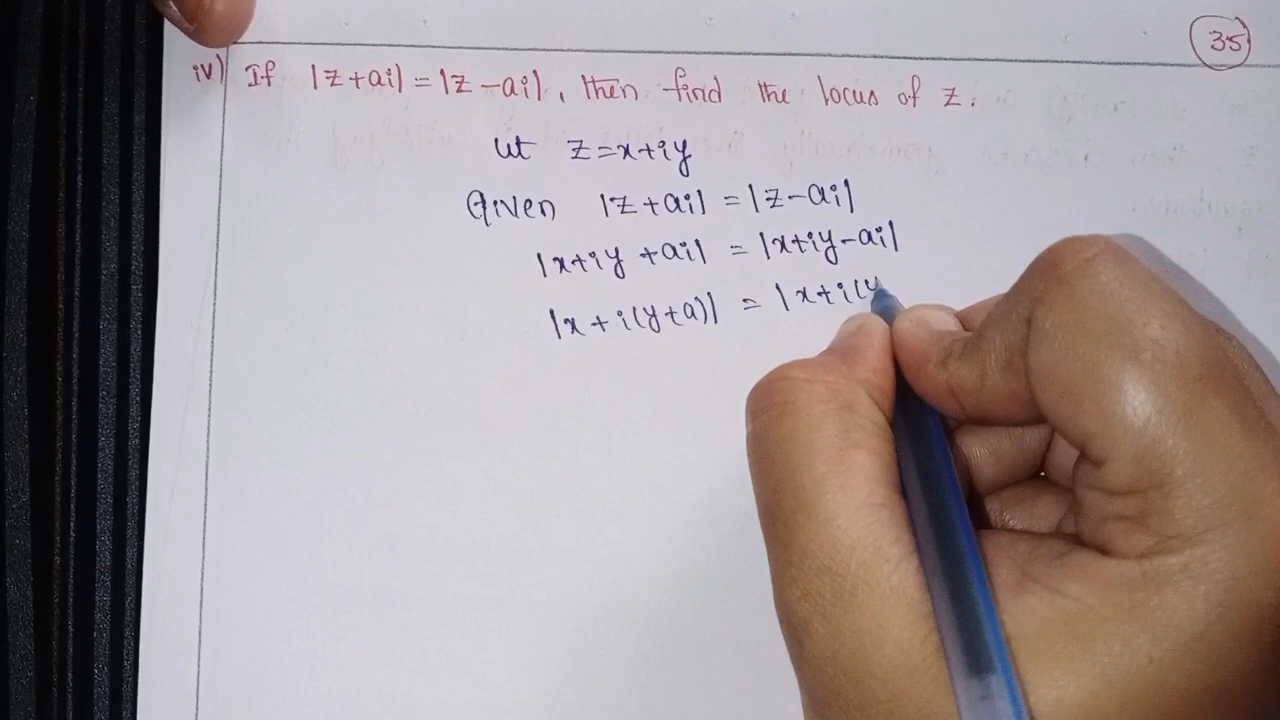 35
iv) If |z+ai| = |z-ai|, then find the locus of z.
Let z=x+iy
Given |z+ai| = |z-ai|
|x+iy+ai| = |x+iy-ai|
|x+i(y+a)| = |x+i(y